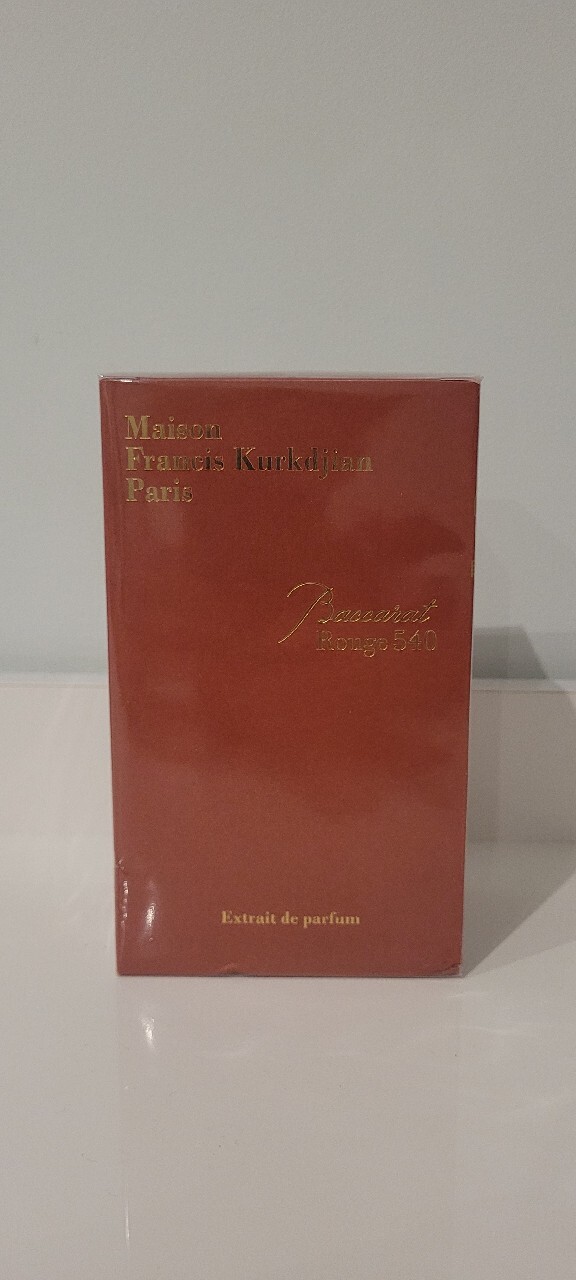 Maison
Francis Kurkdjian
Paris
Baccarat
Rouge 540
Extrait de parfum